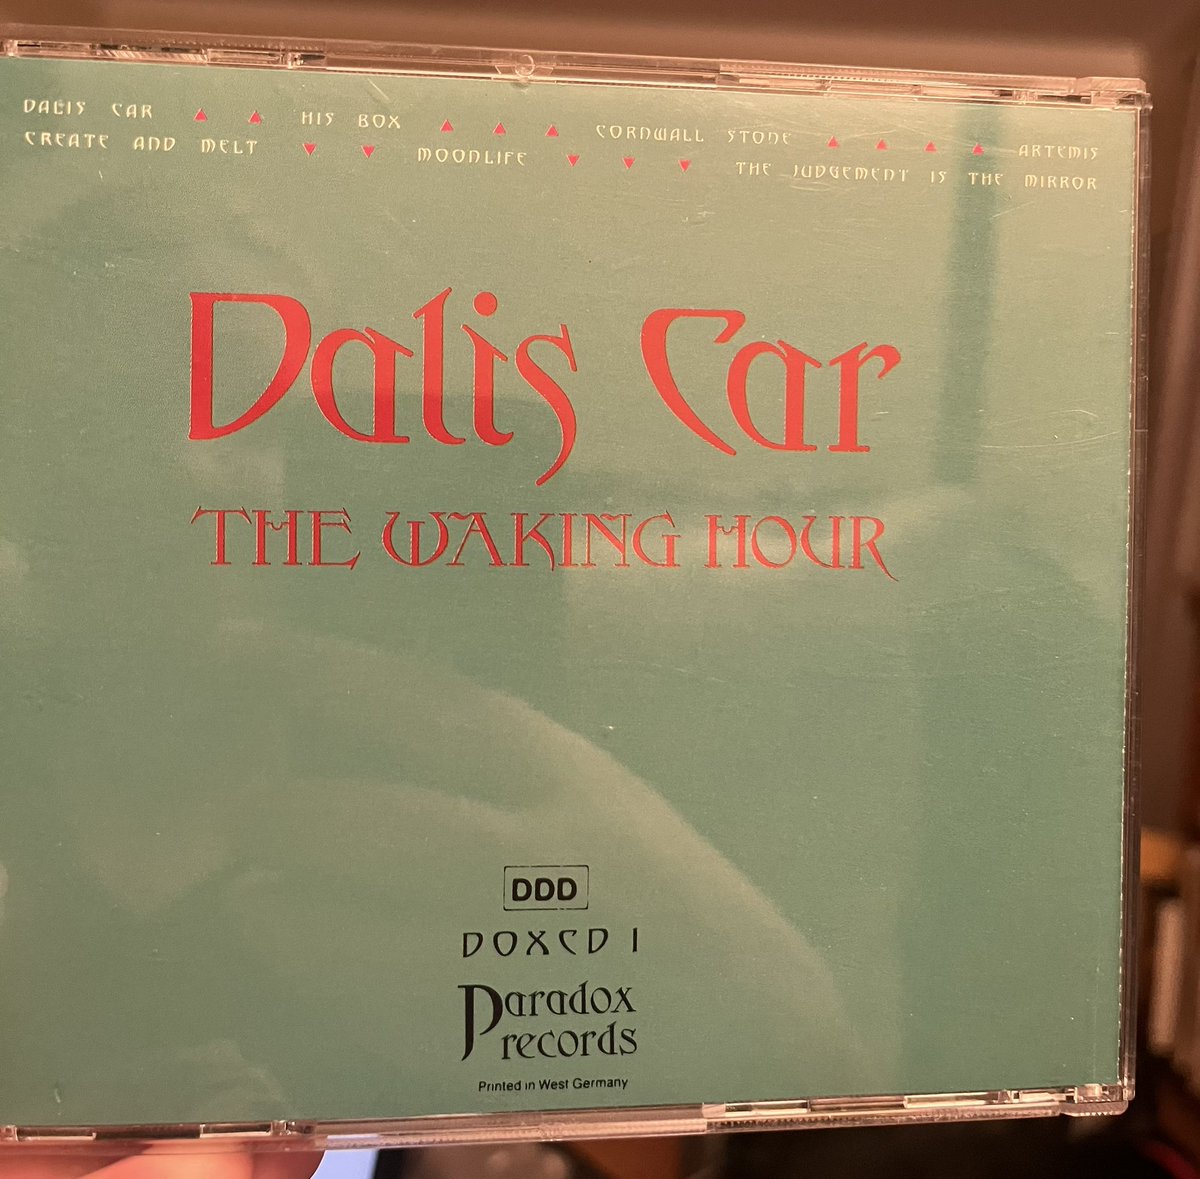 DALIS CAR ▲ ▲ HIS BOX ▲ ▲ ▲ CORNWALL STONE ▲ ▲ ▲ ▲ ARTEMIS
CREATE AND MELT ▼ ▼ MOONLIFE ▼ ▼ ▼ THE JUDGEMENT IS THE MIRROR
Dalis Car
THE WAKING HOUR
DDD
DOXCD 1
Paradox
records
Printed in West Germany